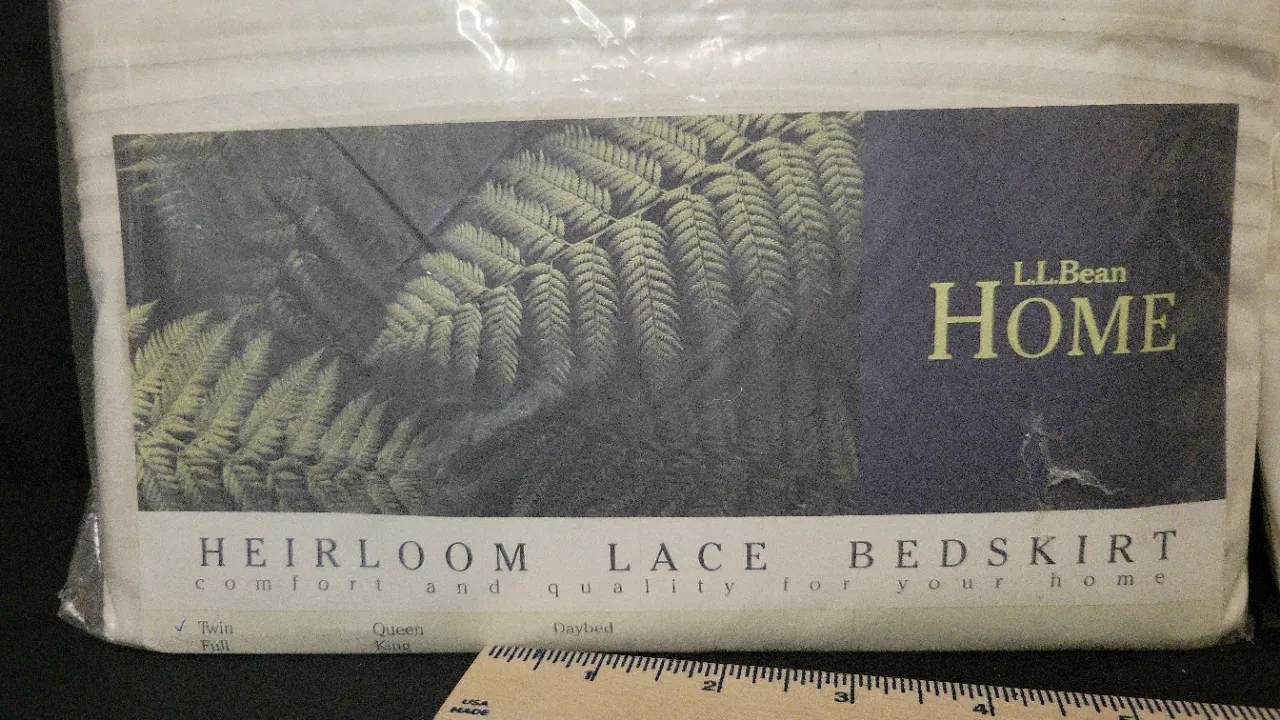 L.L.Bean
HOME
HEIRLOOM LACE BEDSKIRT
comfort and quality for your home
✓ Twin Queen Daybed
Full King
1 2 3 4
USA
MADE